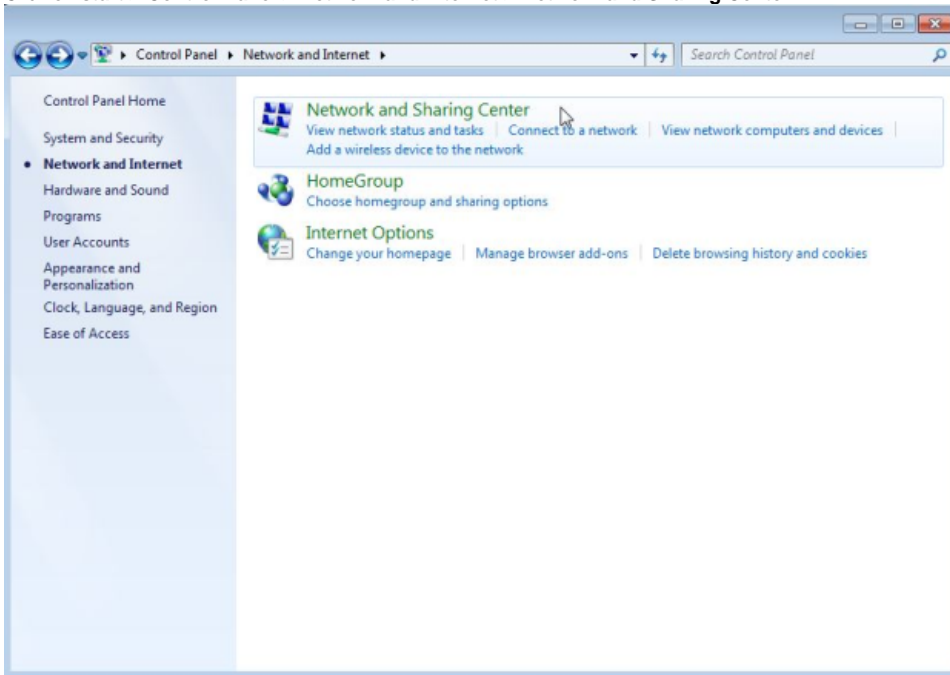 Control Panel ▸ Network and Internet ▸
Search Control Panel
Control Panel Home
System and Security
Network and Internet
Hardware and Sound
Programs
User Accounts
Appearance and
Personalization
Clock, Language, and Region
Ease of Access
Network and Sharing Center
View network status and tasks | Connect to a network | View network computers and devices
Add a wireless device to the network
HomeGroup
Choose homegroup and sharing options
Internet Options
Change your homepage | Manage browser add-ons | Delete browsing history and cookies